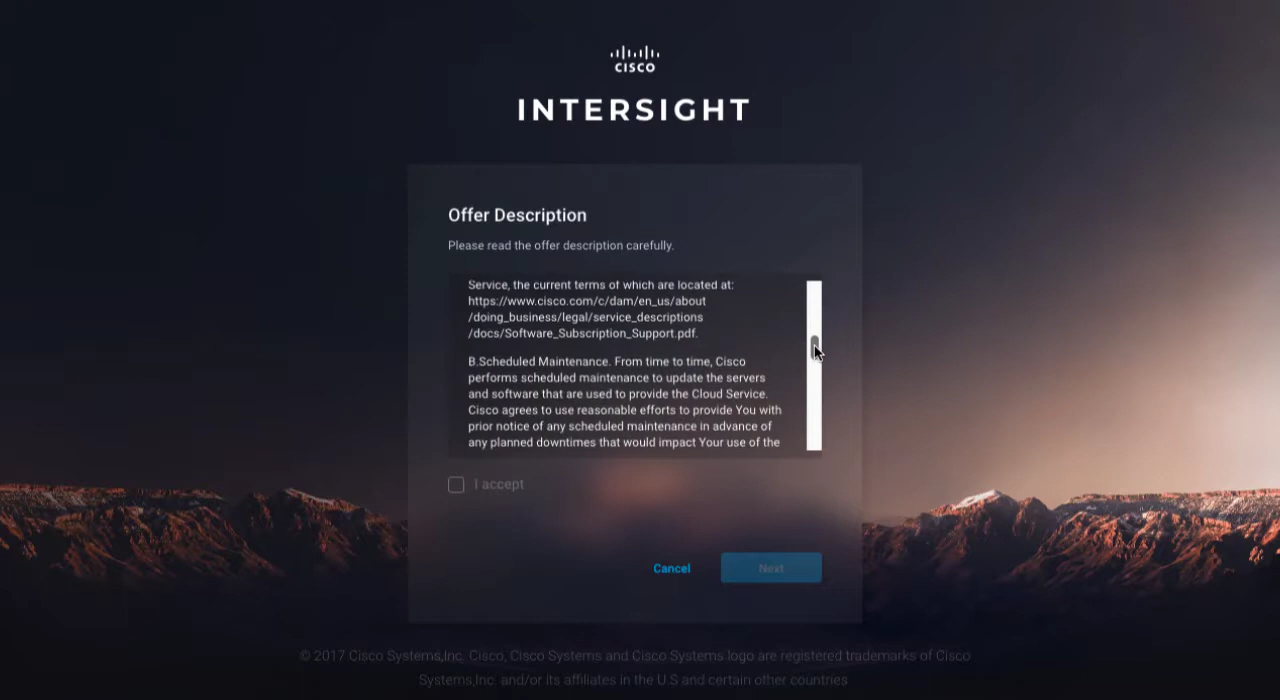 CISCO
INTERSIGHT
Offer Description
Please read the offer description carefully.
Service, the current terms of which are located at:
https://www.cisco.com/c/dam/en_us/about
/doing_business/legal/service_descriptions
/docs/Software_Subscription_Support.pdf.
B.Scheduled Maintenance. From time to time, Cisco
performs scheduled maintenance to update the servers
and software that are used to provide the Cloud Service.
Cisco agrees to use reasonable efforts to provide You with
prior notice of any scheduled maintenance in advance of
any planned downtimes that would impact Your use of the
I accept
Cancel
Next
© 2017 Cisco Systems,Inc. Cisco, Cisco Systems and Cisco Systems logo are registered trademarks of Cisco
Systems,Inc. and/or its affiliates in the U.S and certain other countries